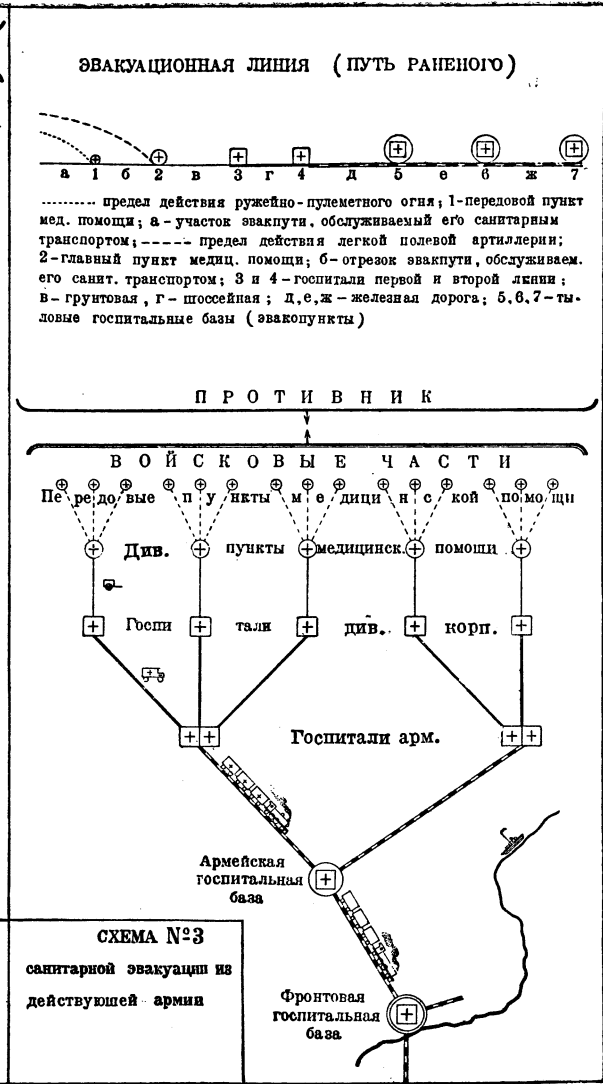 ЭВАКУАЦИОННАЯ ЛИНИЯ (ПУТЬ РАНЕНОГО)
а 1 б 2 в 3 г 4 д 5 е 6 ж 7
......... предел действия ружейно-пулеметного огня; 1-передовой пункт
мед. помощи; а-участок эвакпути, обслуживаемый его санитарным
транспортом; ----- предел действия легкой полевой артиллерии;
2-главный пункт медиц. помощи; б-отрезок эвакпути, обслуживаем.
его санит. транспортом; 3 и 4-госпитали первой и второй линии;
в-грунтовая, г-шоссейная; д,е,ж-железная дорога; 5,6,7-ты-
ловые госпитальные базы (эвакопункты)
ПРОТИВНИК
ВОЙСКОВЫЕ ЧАСТИ
Передовые пункты медицинской помощи
Див. пункты медицинск. помощи
Госпитали див. корп.
Госпитали арм.
Армейская
госпитальная
база
СХЕМА №3
санитарной эвакуации из
действующей армии
Фронтовая
госпитальная
база